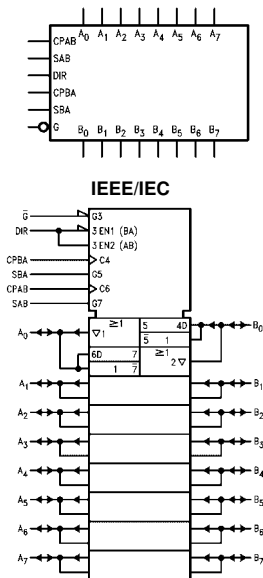 A0 A1 A2 A3 A4 A5 A6 A7
CPAB
SAB
DIR
CPBA
SBA
G
B0 B1 B2 B3 B4 B5 B6 B7
IEEE/IEC
G̅ G3
DIR 3 EN1 (BA)
3 EN2 (AB)
CPBA C4
SBA G5
CPAB C6
SAB G7
A0 ≥1 5 4D B0
▽1 5̅ 1
6D 7 ≥1
1 7̅ 2▽
A1 B1
A2 B2
A3 B3
A4 B4
A5 B5
A6 B6
A7 B7